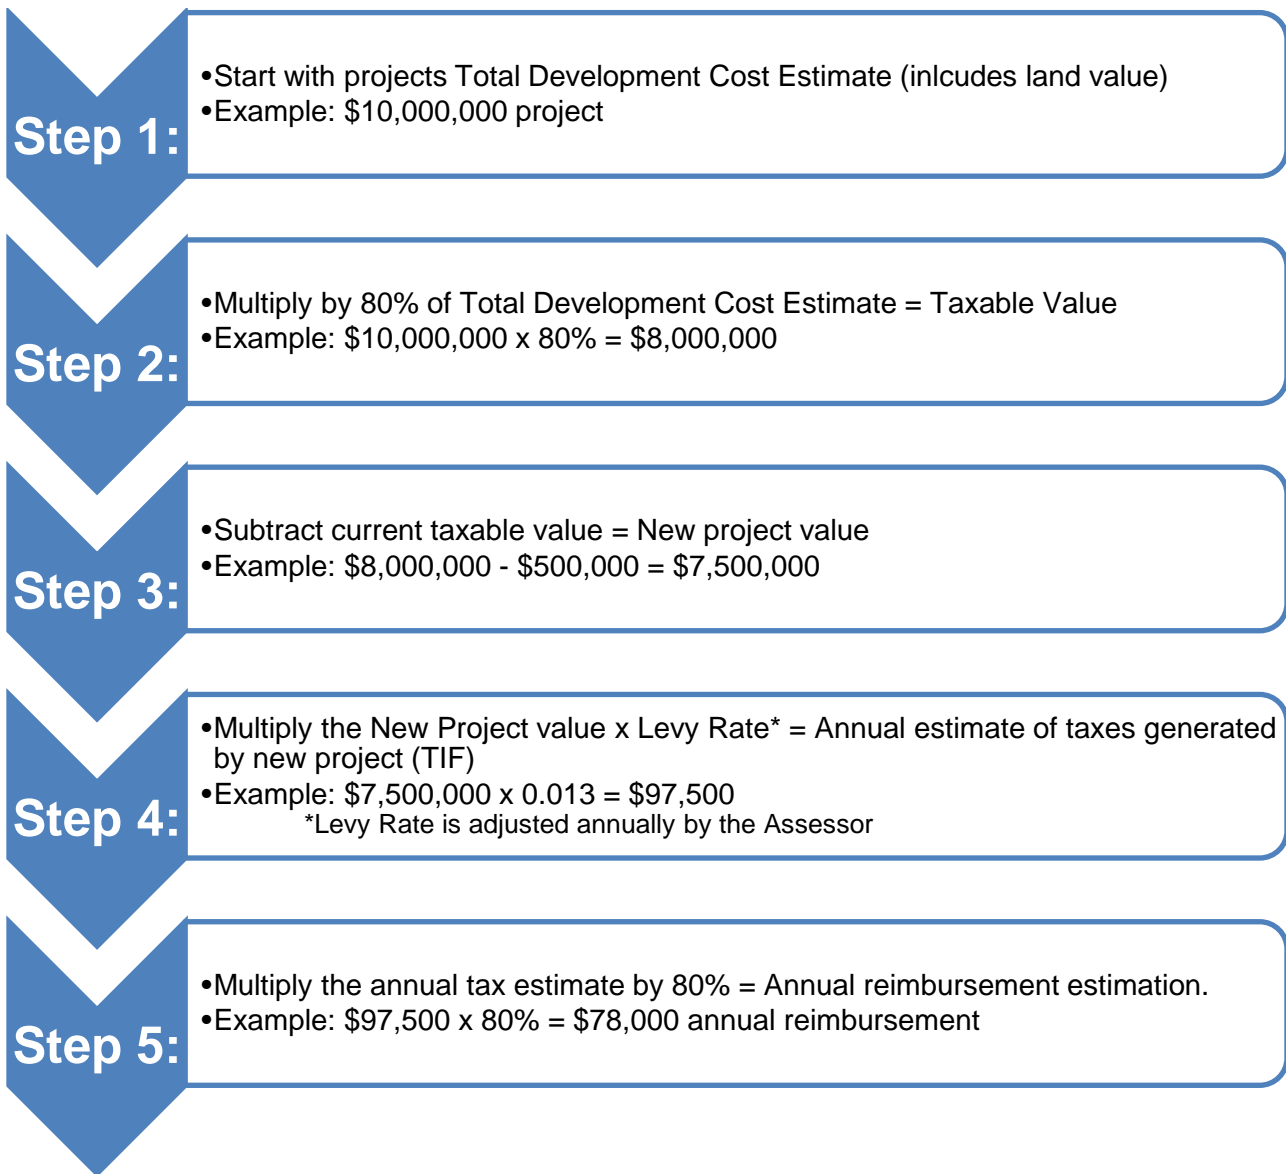 Step 1:
•Start with projects Total Development Cost Estimate (inlcudes land value)
•Example: $10,000,000 project
Step 2:
•Multiply by 80% of Total Development Cost Estimate = Taxable Value
•Example: $10,000,000 x 80% = $8,000,000
Step 3:
•Subtract current taxable value = New project value
•Example: $8,000,000 - $500,000 = $7,500,000
Step 4:
•Multiply the New Project value x Levy Rate* = Annual estimate of taxes generated
by new project (TIF)
•Example: $7,500,000 x 0.013 = $97,500
*Levy Rate is adjusted annually by the Assessor
Step 5:
•Multiply the annual tax estimate by 80% = Annual reimbursement estimation.
•Example: $97,500 x 80% = $78,000 annual reimbursement